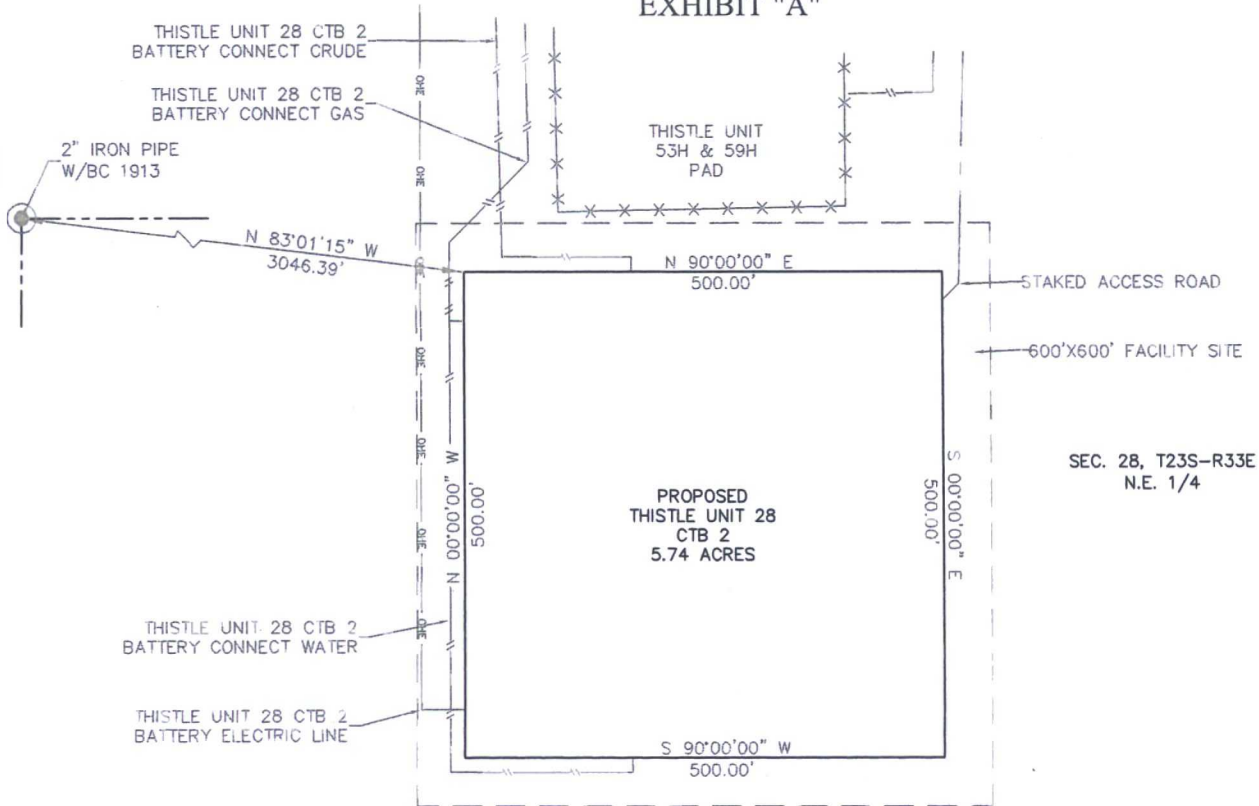 EXHIBIT "A"
THISTLE UNIT 28 CTB 2
BATTERY CONNECT CRUDE
THISTLE UNIT 28 CTB 2
BATTERY CONNECT GAS
2" IRON PIPE
W/BC 1913
THISTLE UNIT
53H & 59H
PAD
OHE
OHE
OHE
N 83°01'15" W
3046.39'
OHE
N 90°00'00" E
500.00'
STAKED ACCESS ROAD
600'X600' FACILITY SITE
OHE
OHE
OHE
OHE
N 00°00'00" W
500.00'
PROPOSED
THISTLE UNIT 28
CTB 2
5.74 ACRES
S 00°00'00" E
500.00'
SEC. 28, T23S-R33E
N.E. 1/4
THISTLE UNIT 28 CTB 2
BATTERY CONNECT WATER
THISTLE UNIT 28 CTB 2
BATTERY ELECTRIC LINE
S 90°00'00" W
500.00'